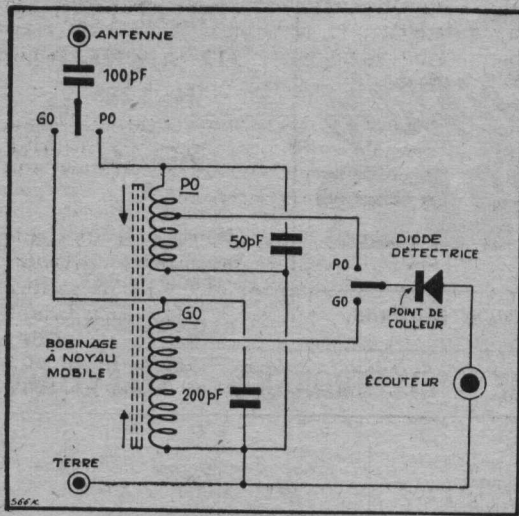 ANTENNE
100pF
GO
PO
PO
50pF
DIODE
DÉTECTRICE
PO
GO
POINT DE
COULEUR
GO
BOBINAGE
À NOYAU
MOBILE
200pF
ÉCOUTEUR
TERRE
566K